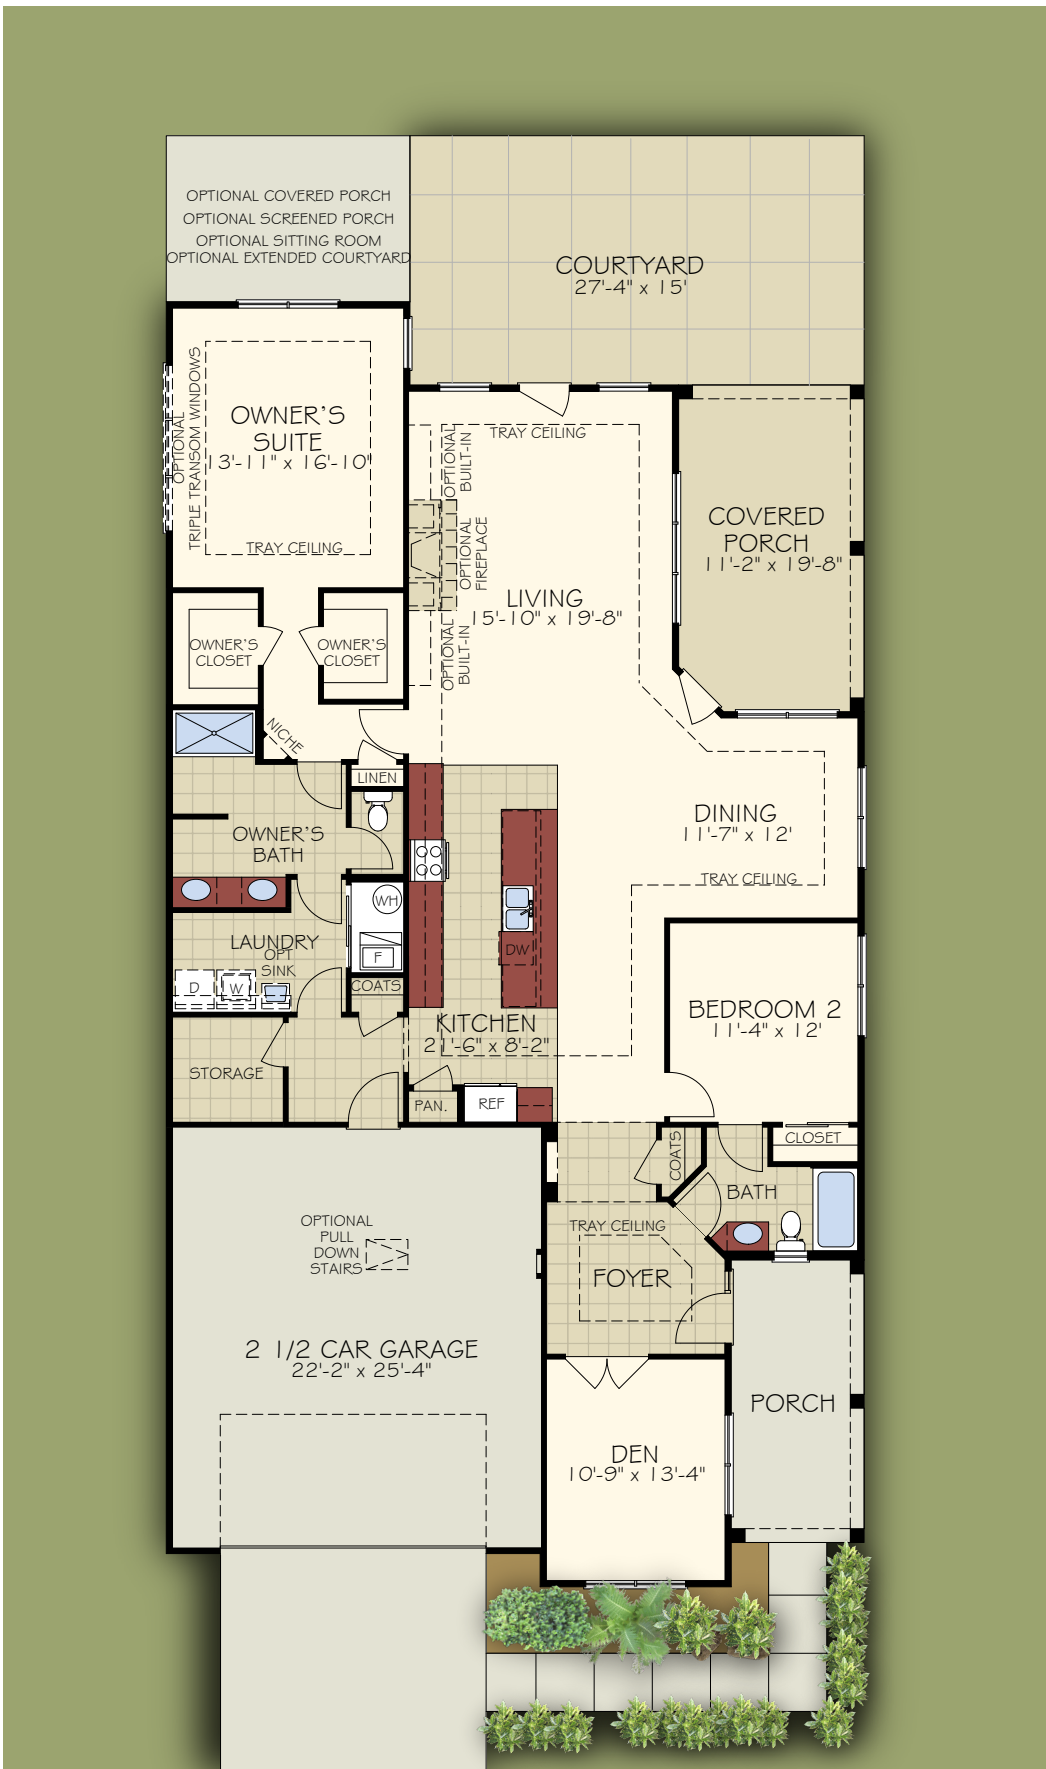 OPTIONAL COVERED PORCH
OPTIONAL SCREENED PORCH
OPTIONAL SITTING ROOM
OPTIONAL EXTENDED COURTYARD
COURTYARD
27'-4" x 15'
OPTIONAL
TRIPLE TRANSOM WINDOWS
OWNER'S
SUITE
13'-11" x 16'-10"
TRAY CEILING
TRAY CEILING
OPTIONAL
BUILT-IN
OPTIONAL
FIREPLACE
OPTIONAL
BUILT-IN
LIVING
15'-10" x 19'-8"
COVERED
PORCH
11'-2" x 19'-8"
OWNER'S
CLOSET
OWNER'S
CLOSET
NICHE
LINEN
OWNER'S
BATH
DINING
11'-7" x 12'
TRAY CEILING
WH
F
LAUNDRY
OPT
SINK
D
W
COATS
DW
KITCHEN
21'-6" x 8'-2"
BEDROOM 2
11'-4" x 12'
STORAGE
PAN.
REF
CLOSET
COATS
BATH
OPTIONAL
PULL
DOWN
STAIRS
TRAY CEILING
FOYER
2 1/2 CAR GARAGE
22'-2" x 25'-4"
PORCH
DEN
10'-9" x 13'-4"